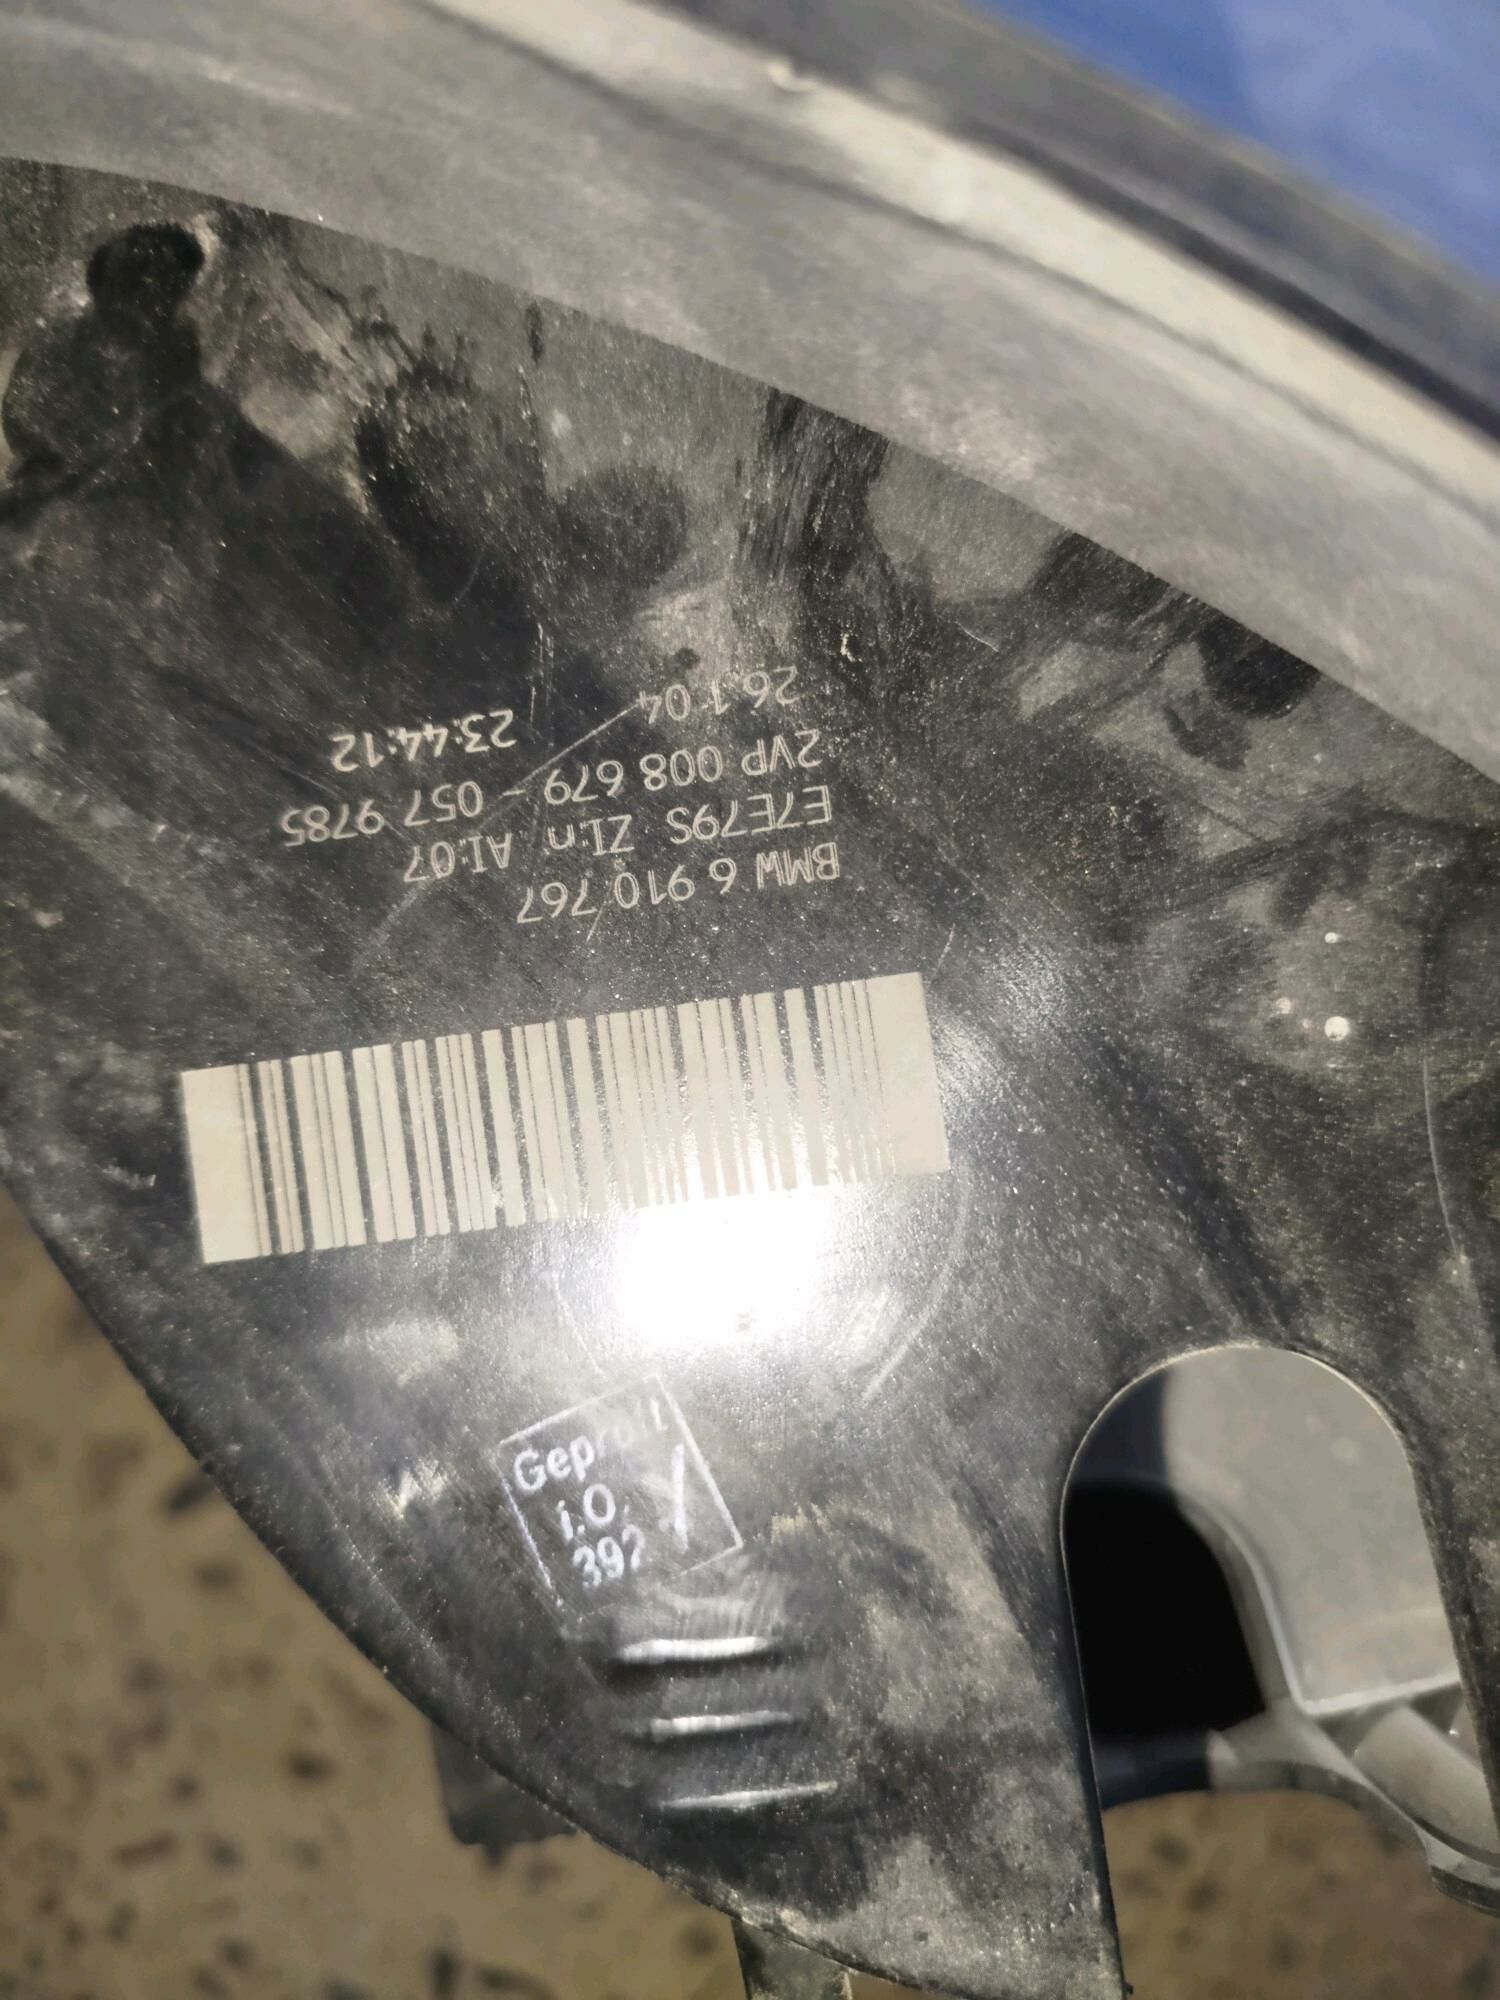 BMW 6 910 767
E7E79S ZI:n AI:07
2VP 008 679 - 057 9785
26.1 04 23:44:12
i.O.